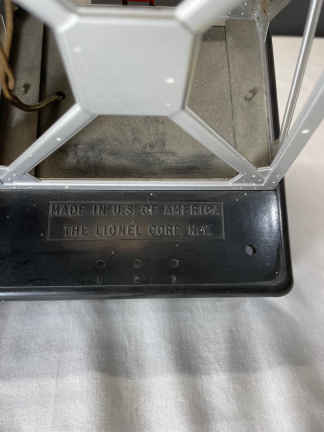 MADE IN U.S. OF AMERICA
THE LIONEL CORP. N.Y.